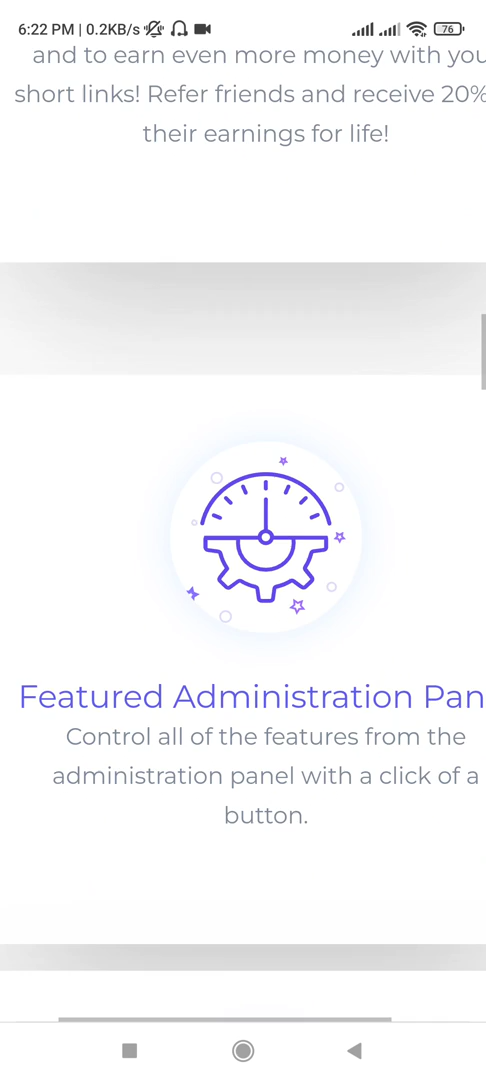 6:22 PM | 0.2KB/s
76
and to earn even more money with you
short links! Refer friends and receive 20%
their earnings for life!
Featured Administration Pan
Control all of the features from the
administration panel with a click of a
button.